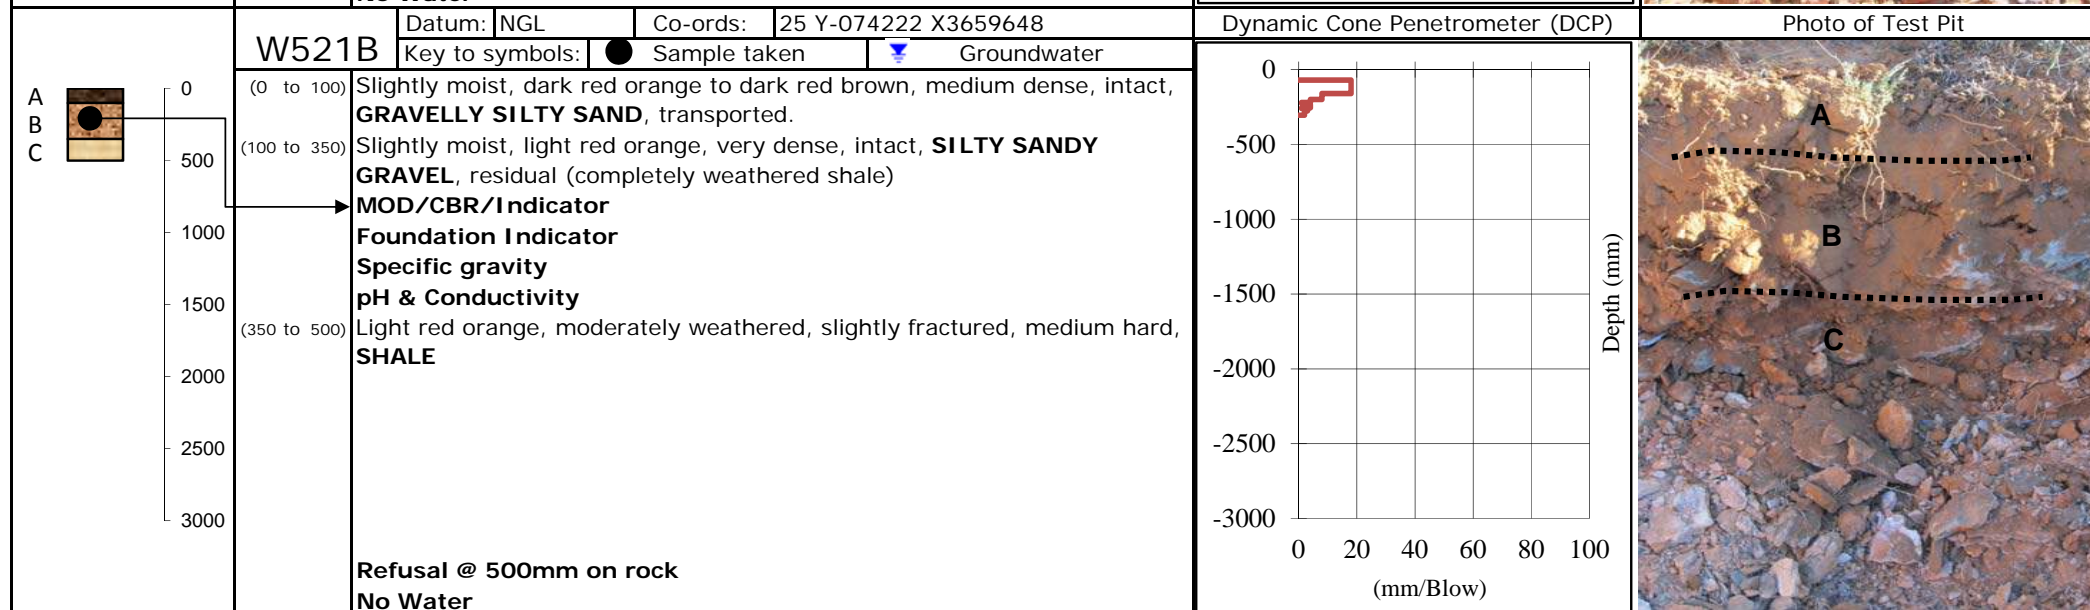 W521B
Datum: NGL Co-ords: 25 Y-074222 X3659648
Key to symbols: Sample taken Groundwater
Dynamic Cone Penetrometer (DCP)
Photo of Test Pit
A
B
C
0
500
1000
1500
2000
2500
3000
(0 to 100) Slightly moist, dark red orange to dark red brown, medium dense, intact,
GRAVELLY SILTY SAND, transported.
(100 to 350) Slightly moist, light red orange, very dense, intact, SILTY SANDY
GRAVEL, residual (completely weathered shale)
MOD/CBR/Indicator
Foundation Indicator
Specific gravity
pH & Conductivity
(350 to 500) Light red orange, moderately weathered, slightly fractured, medium hard,
SHALE
Refusal @ 500mm on rock
No Water
0
-500
-1000
-1500
-2000
-2500
-3000
0 20 40 60 80 100
(mm/Blow)
Depth (mm)
A
B
C